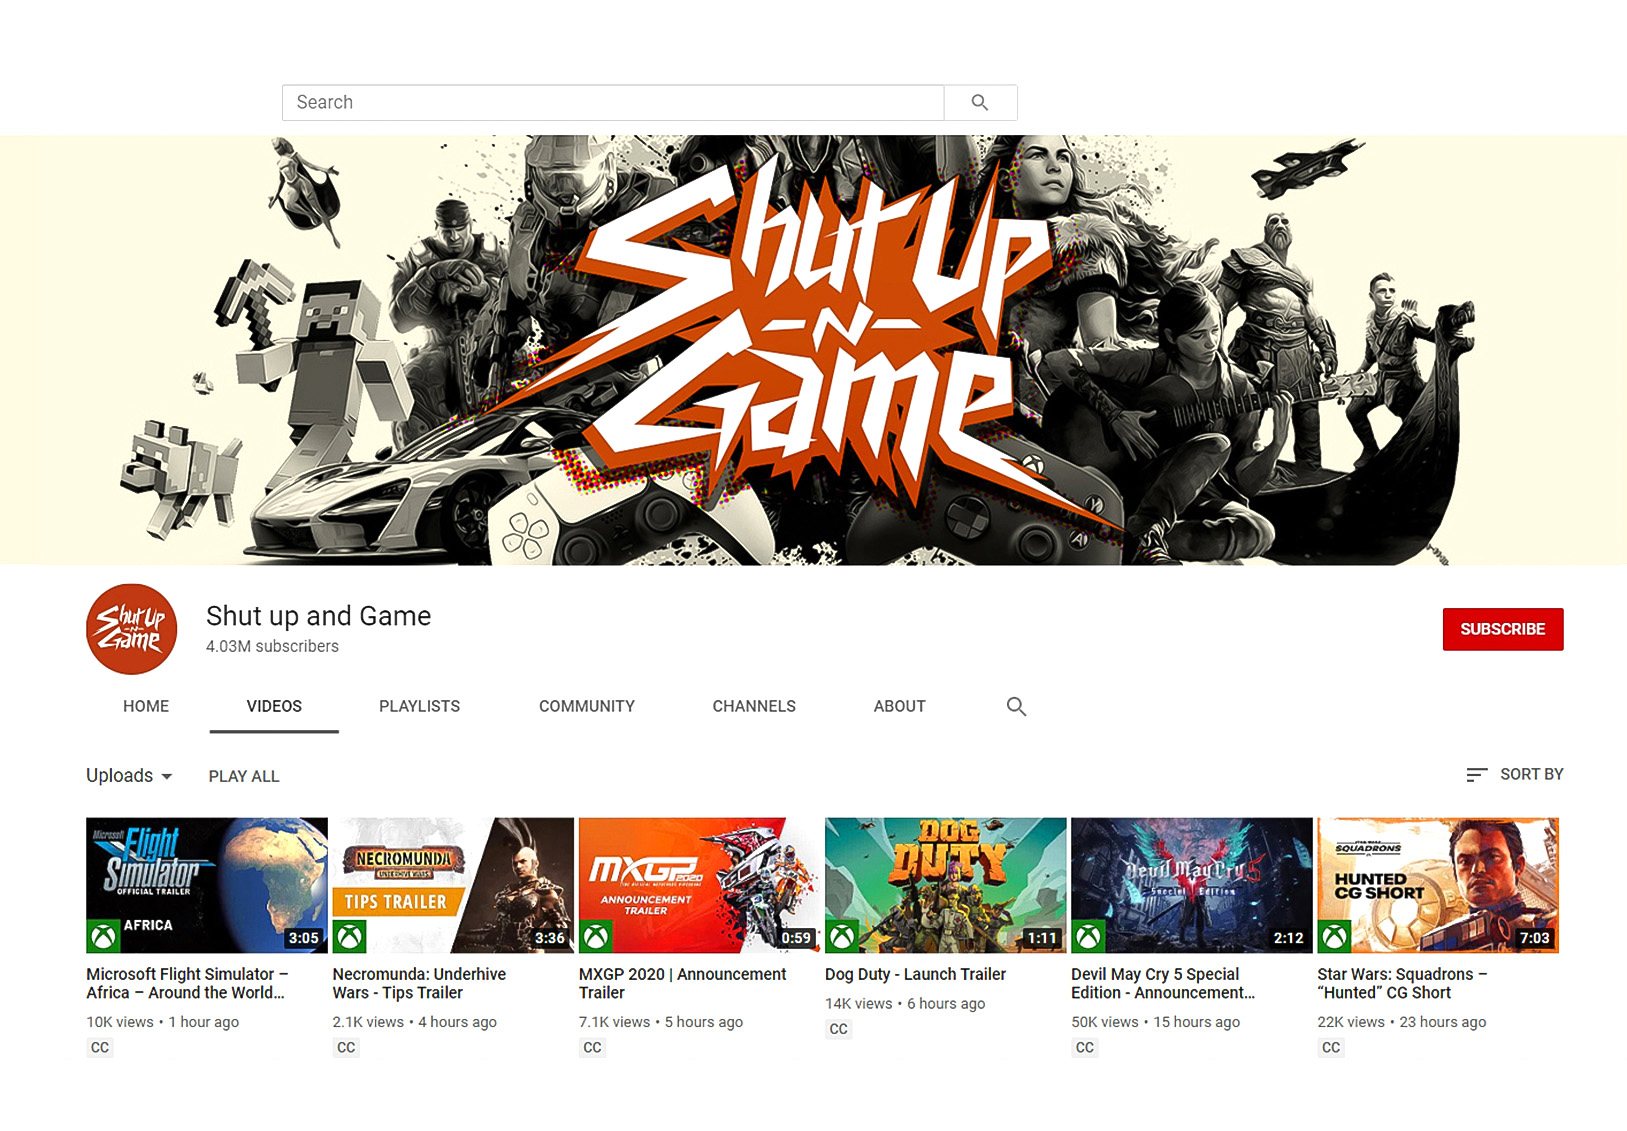 Search
Shut Up
-N-
Game
Shut Up
-N-
Game
Shut up and Game
4.03M subscribers
SUBSCRIBE
HOME VIDEOS PLAYLISTS COMMUNITY CHANNELS ABOUT
Uploads PLAY ALL SORT BY
Microsoft
Flight
Simulator
OFFICIAL TRAILER
AFRICA
3:05
NECROMUNDA
UNDERHIVE WARS
TIPS TRAILER
3:36
MXGP2020
THE OFFICIAL MOTOCROSS VIDEOGAME
ANNOUNCEMENT
TRAILER
0:59
DOG
DUTY
1:11
Devil May Cry 5
Special Edition
2:12
STAR WARS
SQUADRONS
HUNTED
CG SHORT
7:03
Microsoft Flight Simulator –
Africa – Around the World...
10K views • 1 hour ago
CC
Necromunda: Underhive
Wars - Tips Trailer
2.1K views • 4 hours ago
CC
MXGP 2020 | Announcement
Trailer
7.1K views • 5 hours ago
CC
Dog Duty - Launch Trailer
14K views • 6 hours ago
CC
Devil May Cry 5 Special
Edition - Announcement...
50K views • 15 hours ago
CC
Star Wars: Squadrons –
“Hunted” CG Short
22K views • 23 hours ago
CC